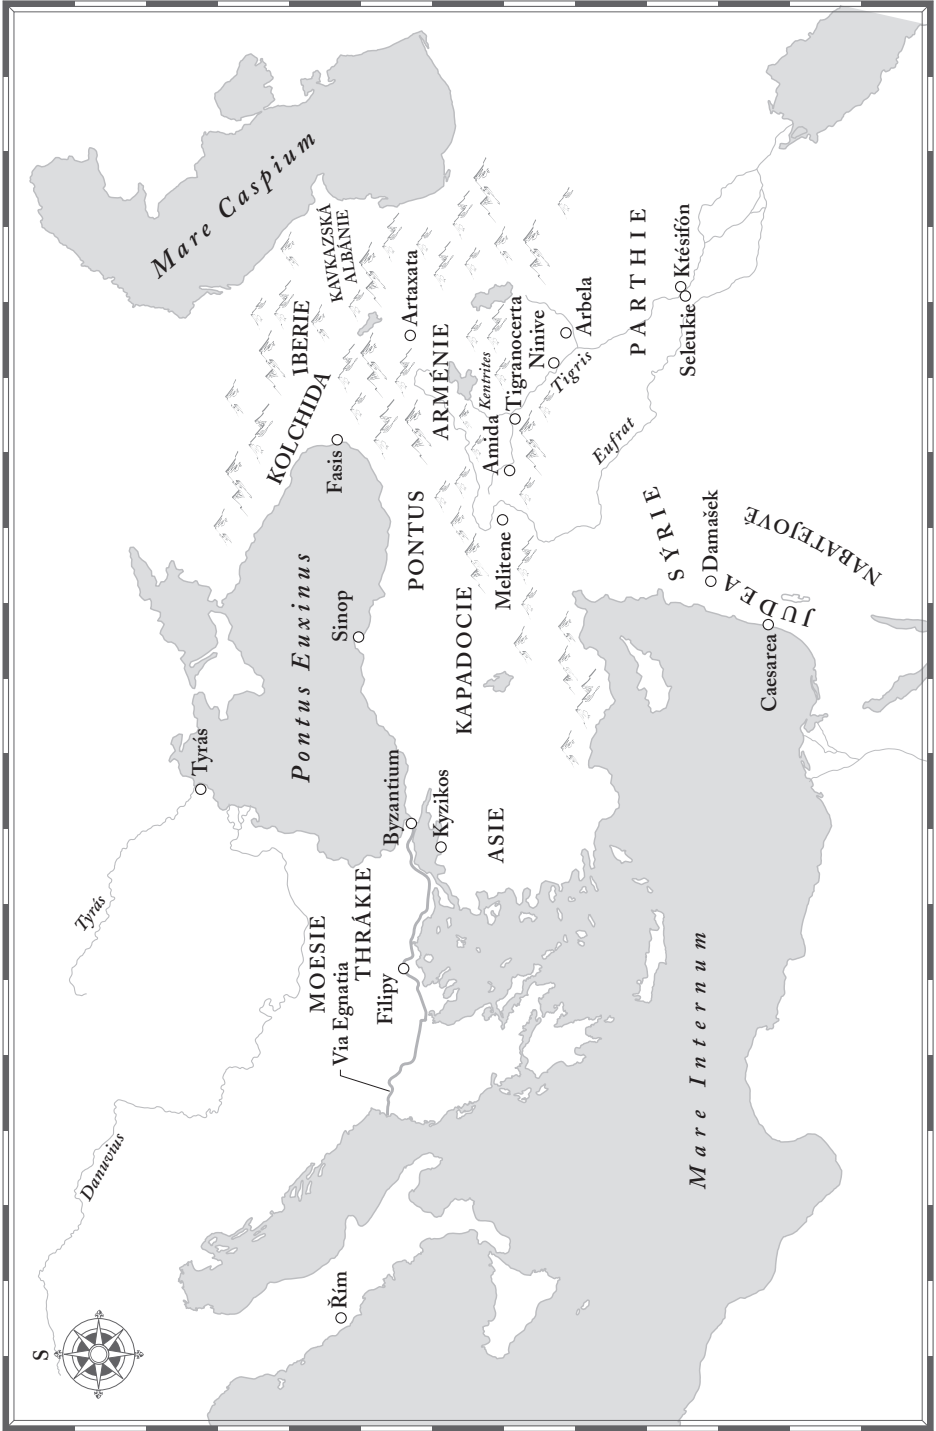 S
Danuvius
Tyrás
Tyrás
Řím
Via Egnatia
MOESIE
THRÁKIE
Filipy
Byzantium
Kyzikos
ASIE
Pontus Euxinus
Sinop
Fasis
KOLCHIDA
IBERIE
KAVKAZSKÁ
ALBÁNIE
Mare Caspium
Artaxata
ARMÉNIE
PONTUS
KAPADOCIE
Melitene
Amida
Kentrites
Tigranocerta
Ninive
Arbela
Tigris
Eufrat
PARTHIE
Seleukie
Ktésifón
SÝRIE
Damašek
JUDEA
NABATEJOVÉ
Caesarea
Mare Internum